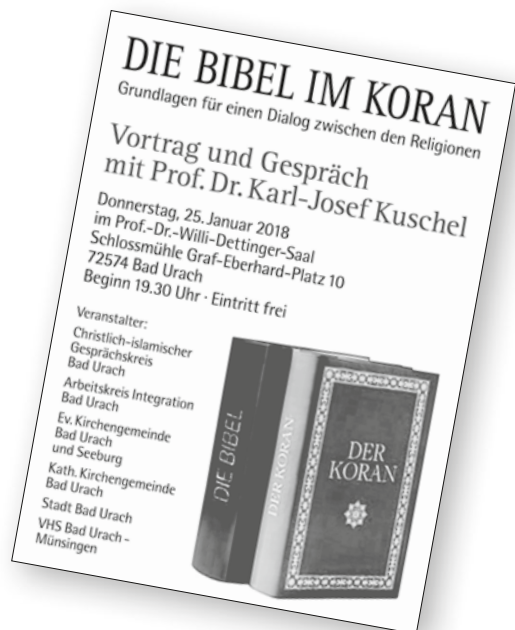 DIE BIBEL IM KORAN
Grundlagen für einen Dialog zwischen den Religionen
Vortrag und Gespräch
mit Prof. Dr. Karl-Josef Kuschel
Donnerstag, 25. Januar 2018
im Prof.-Dr.-Willi-Dettinger-Saal
Schlossmühle Graf-Eberhard-Platz 10
72574 Bad Urach
Beginn 19.30 Uhr · Eintritt frei
Veranstalter:
Christlich-islamischer
Gesprächskreis
Bad Urach
Arbeitskreis Integration
Bad Urach
Ev. Kirchengemeinde
Bad Urach
und Seeburg
Kath. Kirchengemeinde
Bad Urach
Stadt Bad Urach
VHS Bad Urach -
Münsingen
DIE BIBEL
DER KORAN
DER
KORAN